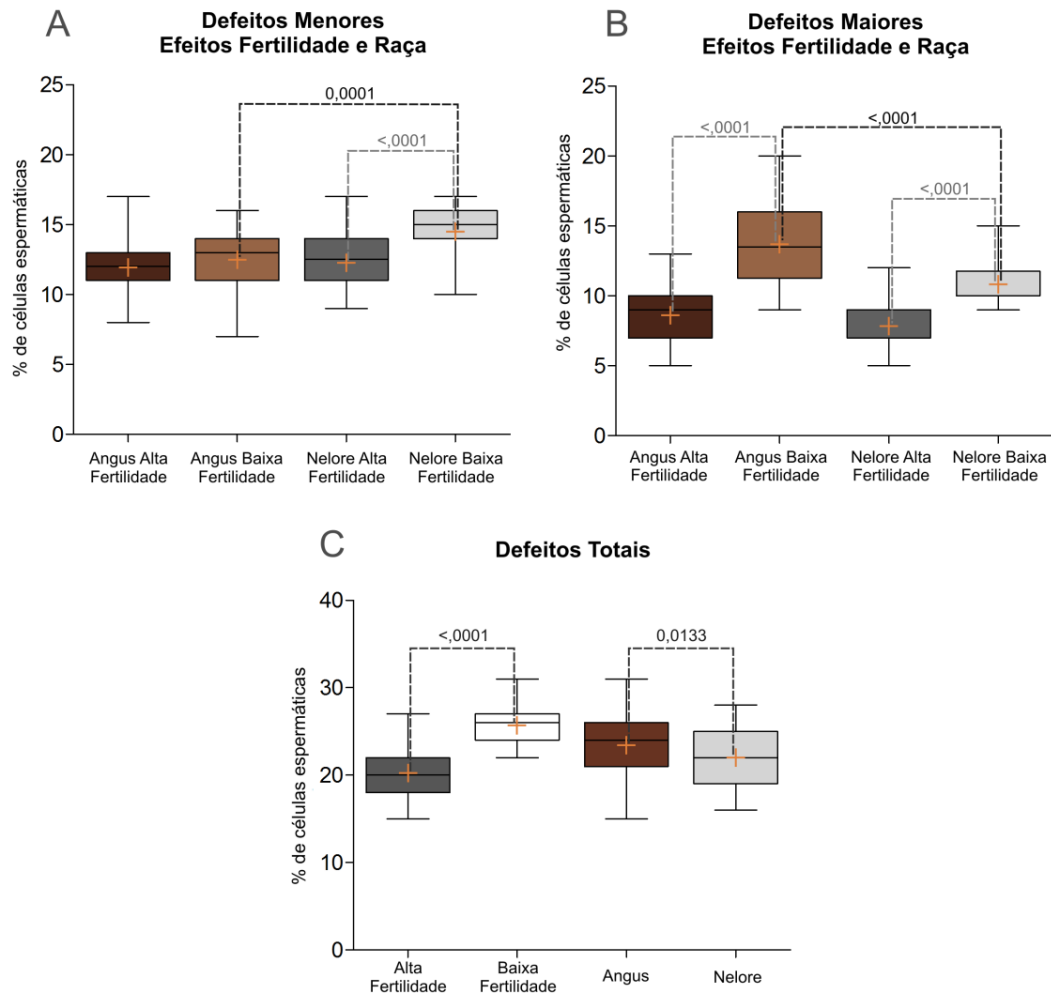 A
Defeitos Menores
Efeitos Fertilidade e Raça
% de células espermáticas
25
20
15
10
5
0
0,0001
<,0001
Angus Alta
Fertilidade
Angus Baixa
Fertilidade
Nelore Alta
Fertilidade
Nelore Baixa
Fertilidade
B
Defeitos Maiores
Efeitos Fertilidade e Raça
% de células espermáticas
25
20
15
10
5
0
<,0001
<,0001
<,0001
Angus Alta
Fertilidade
Angus Baixa
Fertilidade
Nelore Alta
Fertilidade
Nelore Baixa
Fertilidade
C
Defeitos Totais
% de células espermáticas
40
30
20
10
0
<,0001
0,0133
Alta
Fertilidade
Baixa
Fertilidade
Angus
Nelore